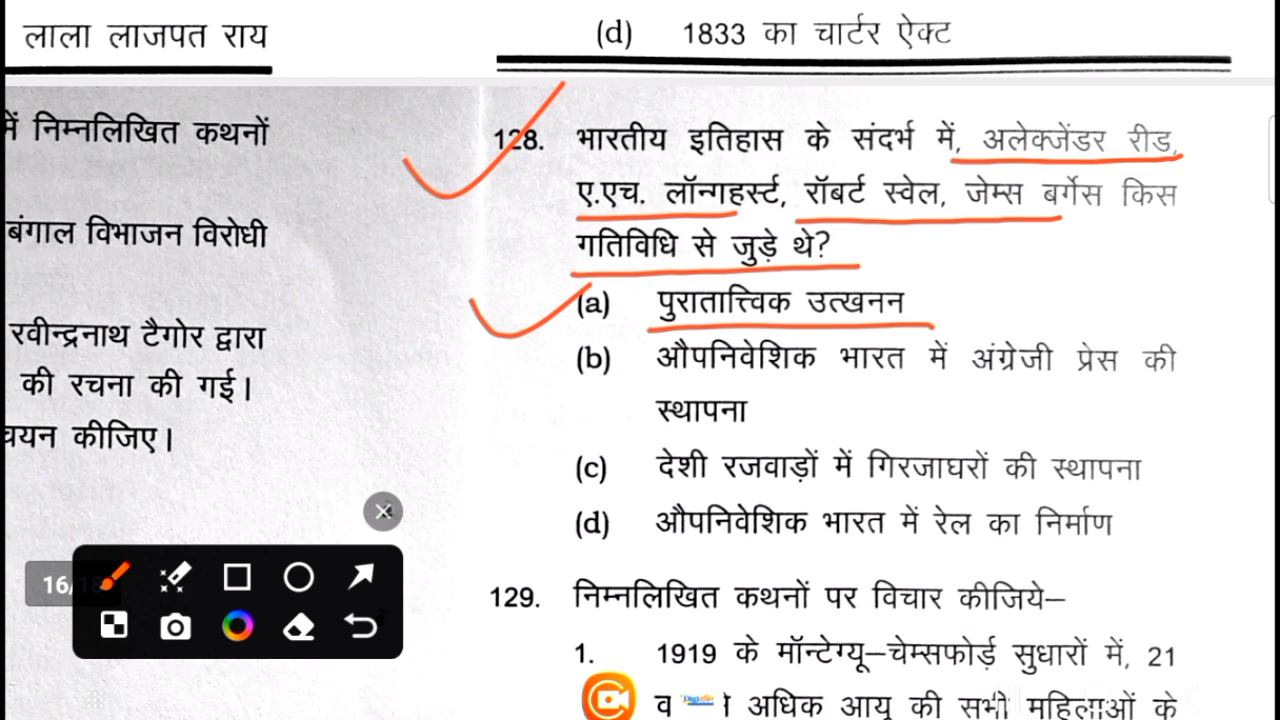 लाला लाजपत राय
में निम्नलिखित कथनों
बंगाल विभाजन विरोधी
रवीन्द्रनाथ टैगोर द्वारा
की रचना की गई।
चयन कीजिए।
16/18
(d) 1833 का चार्टर ऐक्ट
128. भारतीय इतिहास के संदर्भ में, अलेक्जेंडर रीड,
ए.एच. लॉन्गहर्स्ट, रॉबर्ट स्वेल, जेम्स बर्गेस किस
गतिविधि से जुड़े थे?
(a) पुरातात्त्विक उत्खनन
(b) औपनिवेशिक भारत में अंग्रेजी प्रेस की
स्थापना
(c) देशी रजवाड़ों में गिरजाघरों की स्थापना
(d) औपनिवेशिक भारत में रेल का निर्माण
129. निम्नलिखित कथनों पर विचार कीजिये–
1. 1919 के मॉन्टेग्यू–चेम्सफोर्ड सुधारों में, 21
व अधिक आयु की सभी महिलाओं के